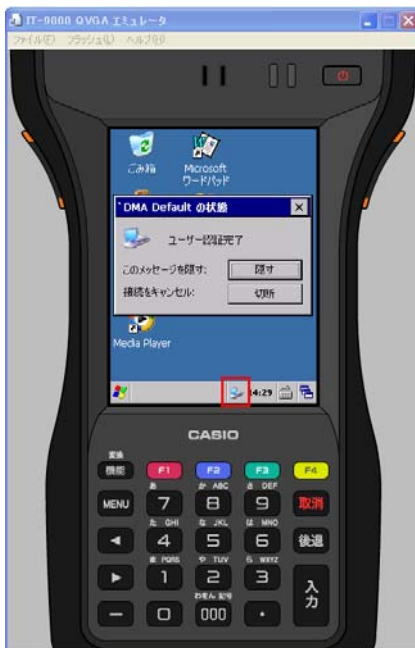 IT-9000 QVGA エミュレータ
ファイル(F) フラッシュ(L) ヘルプ(H)
ごみ箱
Microsoft
ワードパッド
'DMA Default の状態
ユーザー認証完了
このメッセージを隠す: 隠す
接続をキャンセル: 切断
Media Player
14:29
CASIO
変換
機能 F1 F2 F3 F4
あ か ABC さ DEF
MENU 7 8 9 取消
た GHI な JKL は MNO
4 5 6 後退
ま PQRS や TUV ら WXYZ
1 2 3
わをん 記号
- 0 000 ・ 入力